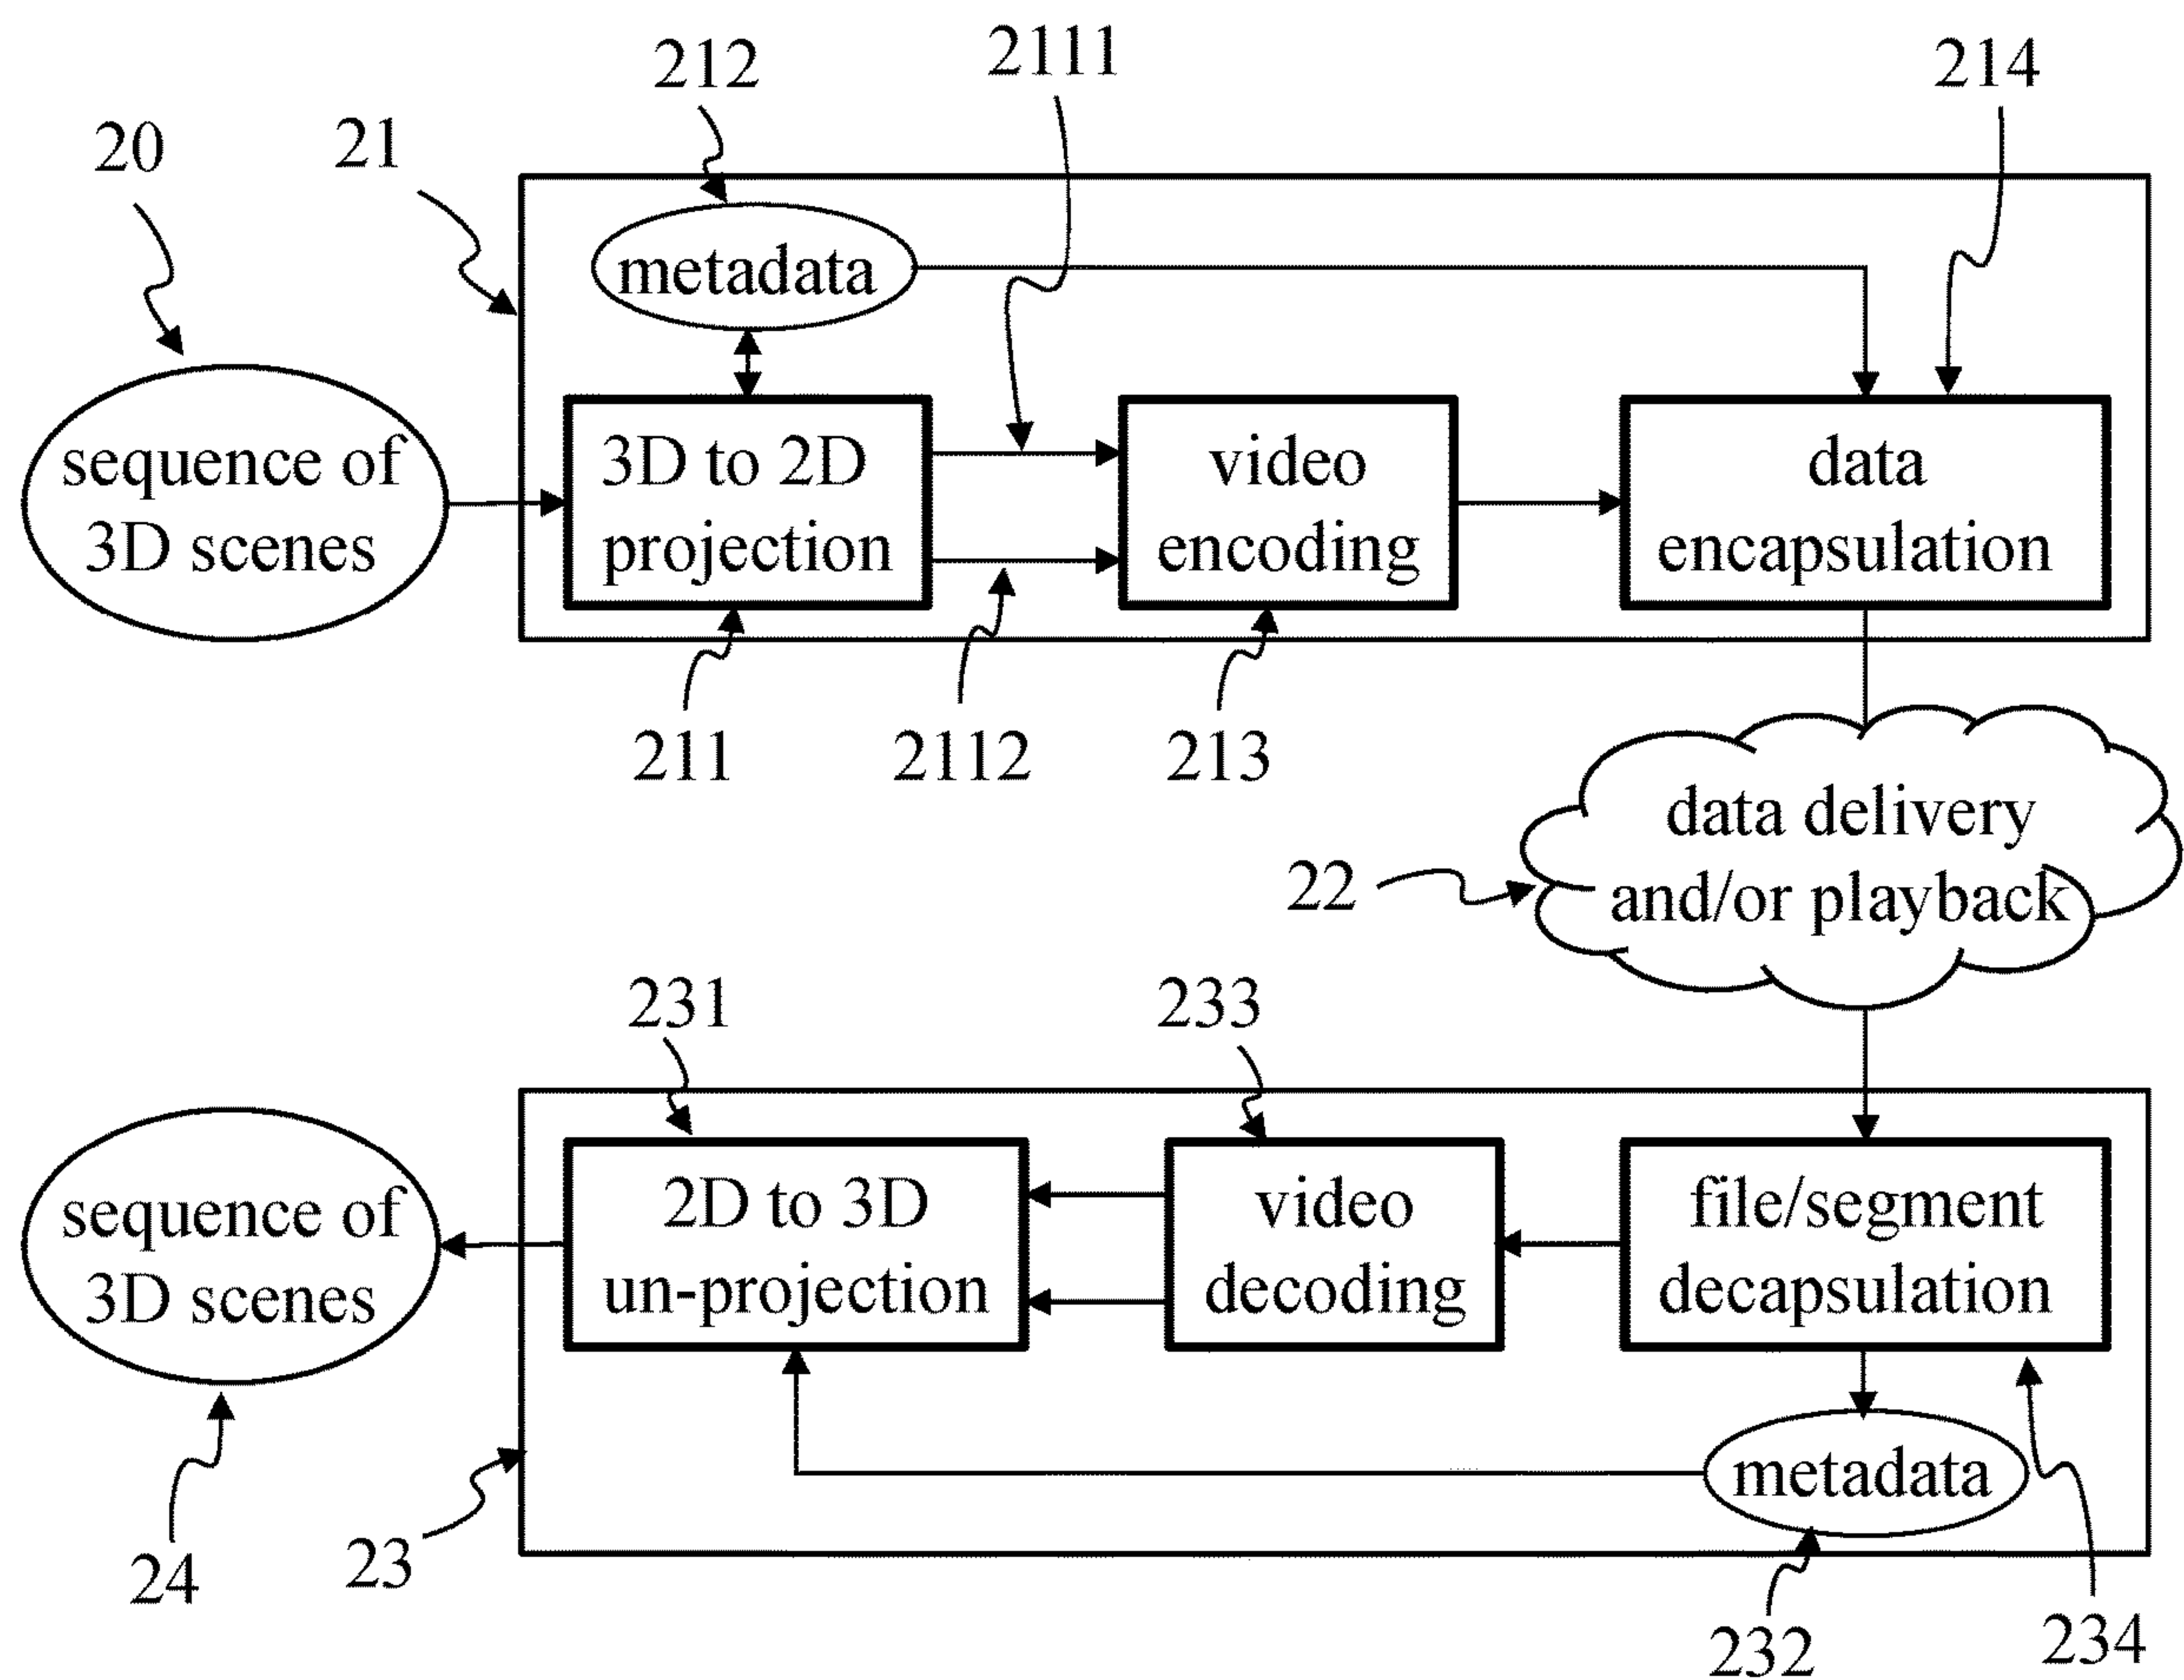 212
2111
214
20
21
metadata
sequence of
3D scenes
3D to 2D
projection
video
encoding
data
encapsulation
211
2112
213
data delivery
and/or playback
22
231
233
sequence of
3D scenes
2D to 3D
un-projection
video
decoding
file/segment
decapsulation
metadata
24
23
232
234